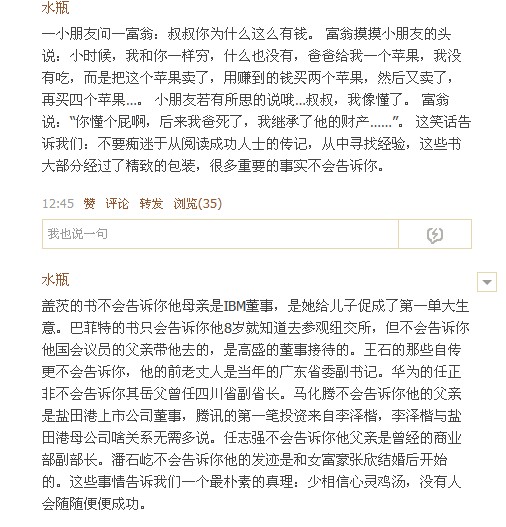 水瓶
一小朋友问一富翁：叔叔你为什么这么有钱。 富翁摸摸小朋友的头
说：小时候，我和你一样穷，什么也没有，爸爸给我一个苹果，我没
有吃，而是把这个苹果卖了，用赚到的钱买两个苹果，然后又卖了，
再买四个苹果...。 小朋友若有所思的说哦...叔叔，我像懂了。 富翁
说：“你懂个屁啊，后来我爸死了，我继承了他的财产......”。 这笑话告
诉我们：不要痴迷于从阅读成功人士的传记，从中寻找经验，这些书
大部分经过了精致的包装，很多重要的事实不会告诉你。
12:45 赞 评论 转发 浏览(35)
我也说一句
水瓶
盖茨的书不会告诉你他母亲是IBM董事，是她给儿子促成了第一单大生
意。巴菲特的书只会告诉你他8岁就知道去参观纽交所，但不会告诉你
他国会议员的父亲带他去的，是高盛的董事接待的。王石的那些自传
更不会告诉你，他的前老丈人是当年的广东省委副书记。华为的任正
非不会告诉你其岳父曾任四川省副省长。马化腾不会告诉你他的父亲
是盐田港上市公司董事，腾讯的第一笔投资来自李泽楷，李泽楷与盐
田港母公司啥关系无需多说。任志强不会告诉你他父亲是曾经的商业
部副部长。潘石屹不会告诉你他的发迹是和女富蒙张欣结婚后开始
的。这些事情告诉我们一个最朴素的真理：少相信心灵鸡汤，没有人
会随随便便成功。